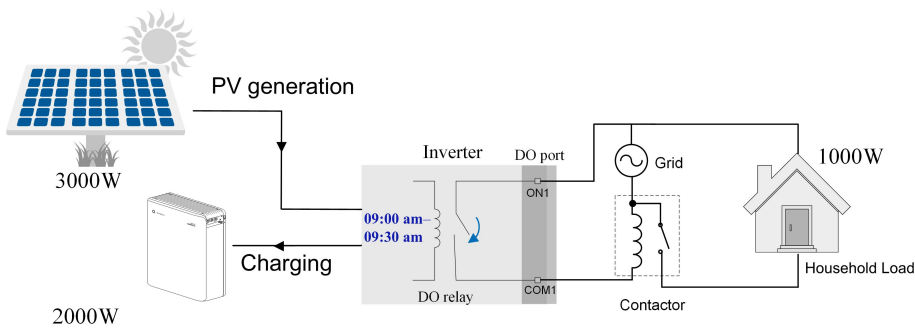 PV generation
3000W
Inverter
DO port
ON1
Grid
1000W
09:00 am–
09:30 am
Charging
DO relay
COM1
Contactor
Household Load
2000W